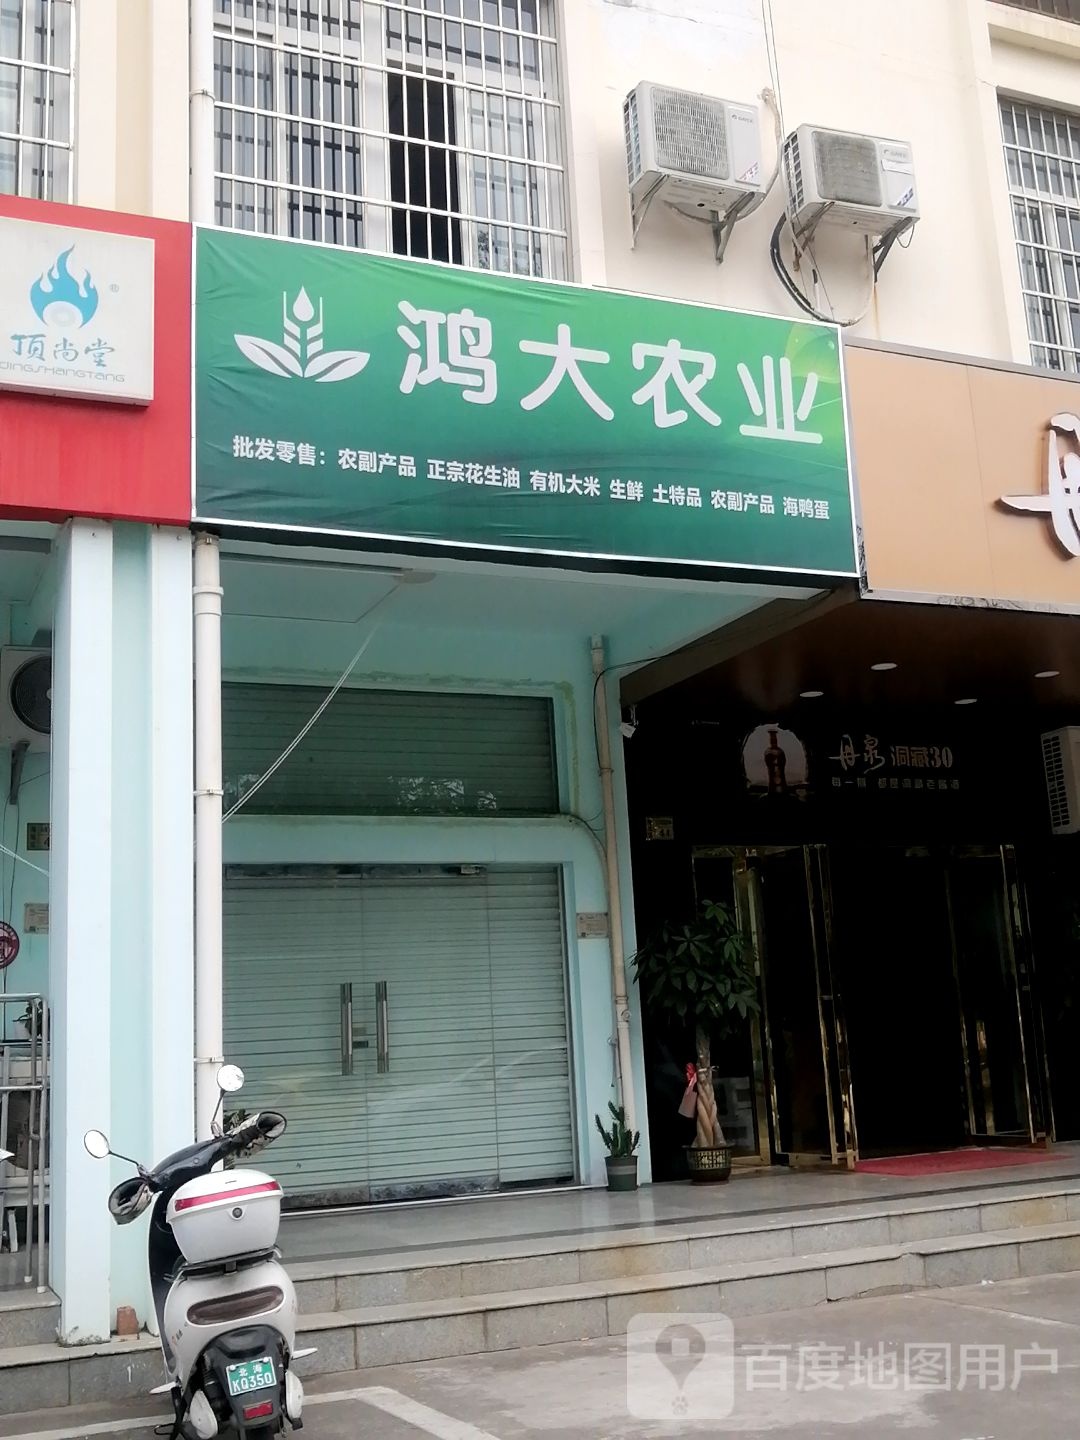 顶尚堂
DINGSHANGTANG
®
鸿大农业
批发零售：农副产品 正宗花生油 有机大米 生鲜 土特品 农副产品 海鸭蛋
丹
丹泉 洞藏30
北海
KQ350
百度地图用户